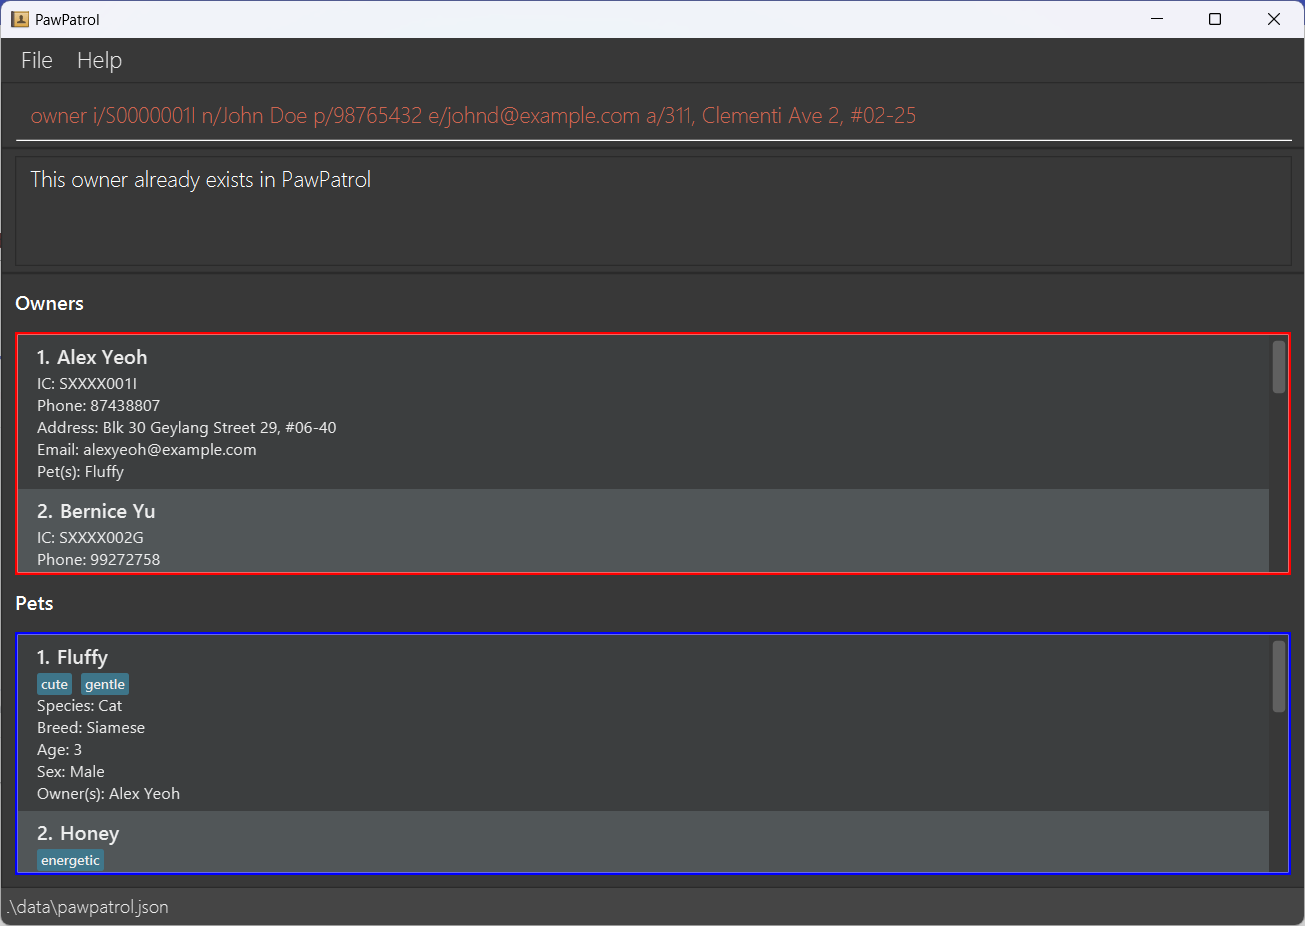 PawPatrol
File Help
owner i/S0000001I n/John Doe p/98765432 e/johnd@example.com a/311, Clementi Ave 2, #02-25
This owner already exists in PawPatrol
Owners
1. Alex Yeoh
IC: SXXXX001I
Phone: 87438807
Address: Blk 30 Geylang Street 29, #06-40
Email: alexyeoh@example.com
Pet(s): Fluffy
2. Bernice Yu
IC: SXXXX002G
Phone: 99272758
Pets
1. Fluffy
cute gentle
Species: Cat
Breed: Siamese
Age: 3
Sex: Male
Owner(s): Alex Yeoh
2. Honey
energetic
.\data\pawpatrol.json